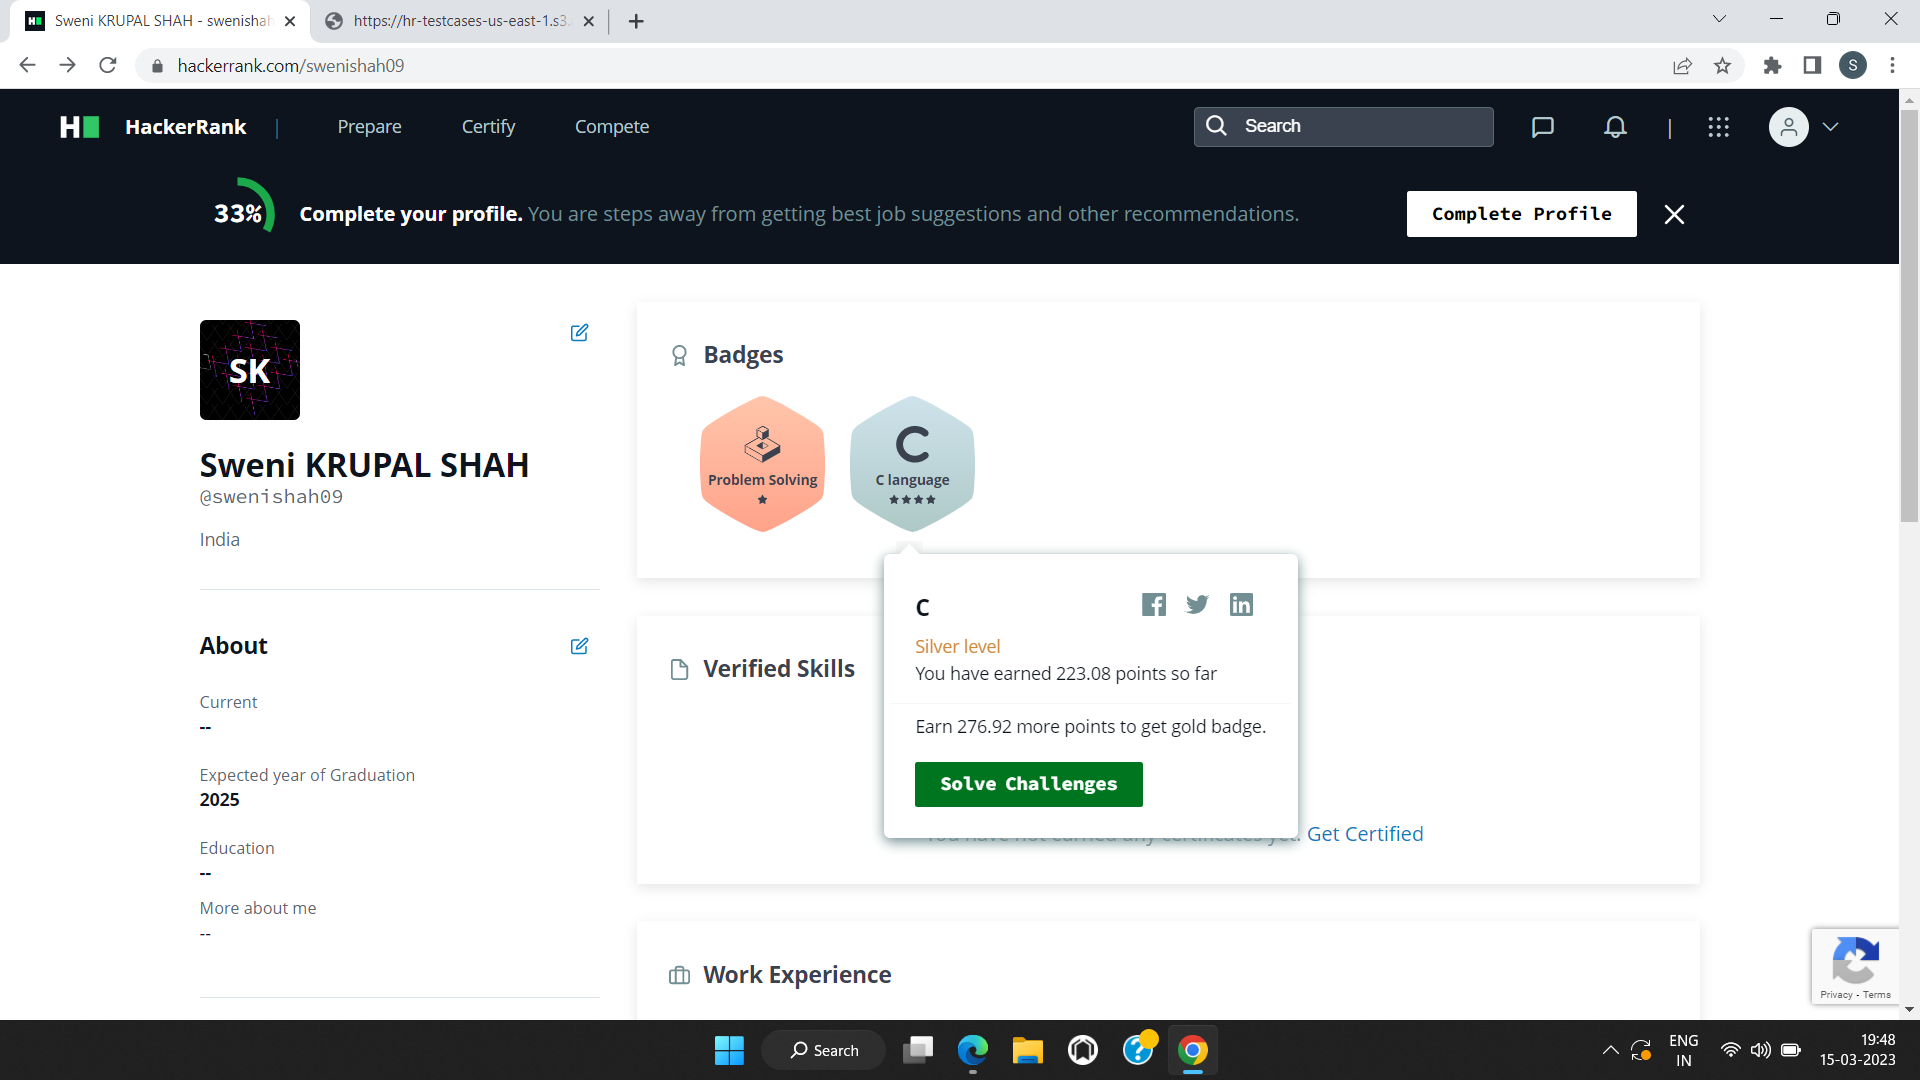 Sweni KRUPAL SHAH - swenishah
https://hr-testcases-us-east-1.s3.
hackerrank.com/swenishah09
S
H
HackerRank | Prepare Certify Compete
Search
33%
Complete your profile. You are steps away from getting best job suggestions and other recommendations.
Complete Profile
SK
Sweni KRUPAL SHAH
@swenishah09
India
About
Current
--
Expected year of Graduation
2025
Education
--
More about me
--
Badges
Problem Solving
C
C language
C
Silver level
You have earned 223.08 points so far
Earn 276.92 more points to get gold badge.
Solve Challenges
Verified Skills
You have not earned any certificates yet. Get Certified
Work Experience
Privacy - Terms
Search
ENG
IN
19:48
15-03-2023